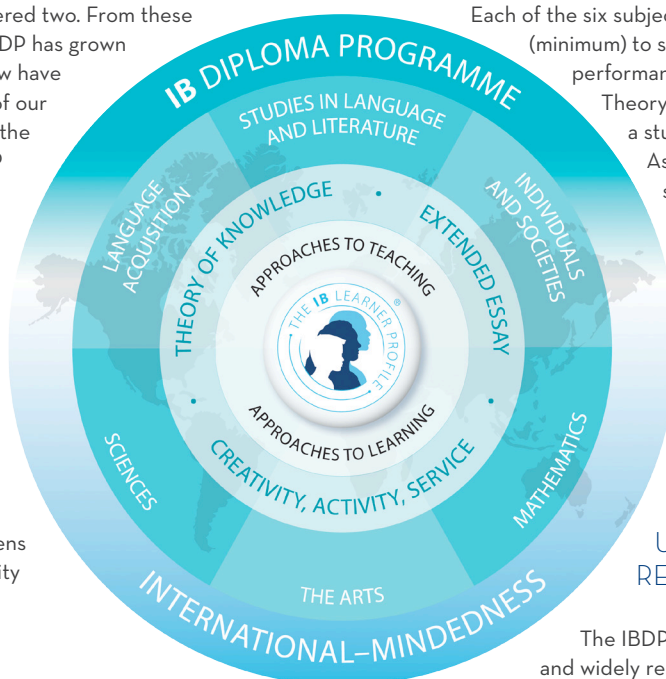 ered two. From these
DP has grown
w have
of our
the
Each of the six subjec
(minimum) to s
performan
Theory
a stu
As
s
IB DIPLOMA PROGRAMME
STUDIES IN LANGUAGE
AND LITERATURE
LANGUAGE
ACQUISITION
INDIVIDUALS
AND SOCIETIES
THEORY OF KNOWLEDGE
EXTENDED ESSAY
APPROACHES TO TEACHING
THE IB LEARNER PROFILE ®
APPROACHES TO LEARNING
CREATIVITY, ACTIVITY, SERVICE
SCIENCES
MATHEMATICS
THE ARTS
INTERNATIONAL–MINDEDNESS
ens
ity
U
RE
The IBDP
and widely re